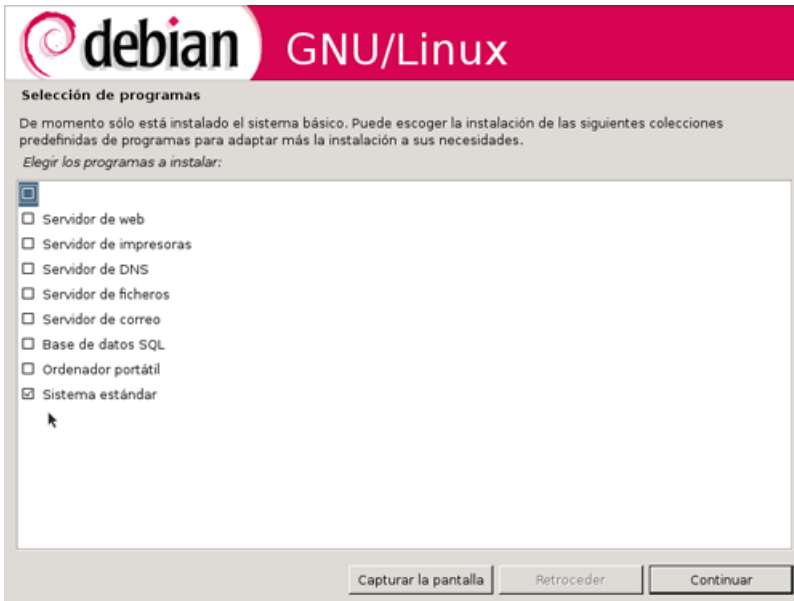 debian GNU/Linux
Selección de programas
De momento sólo está instalado el sistema básico. Puede escoger la instalación de las siguientes colecciones
predefinidas de programas para adaptar más la instalación a sus necesidades.
Elegir los programas a instalar:
Servidor de web
Servidor de impresoras
Servidor de DNS
Servidor de ficheros
Servidor de correo
Base de datos SQL
Ordenador portátil
Sistema estándar
Capturar la pantalla Retroceder Continuar